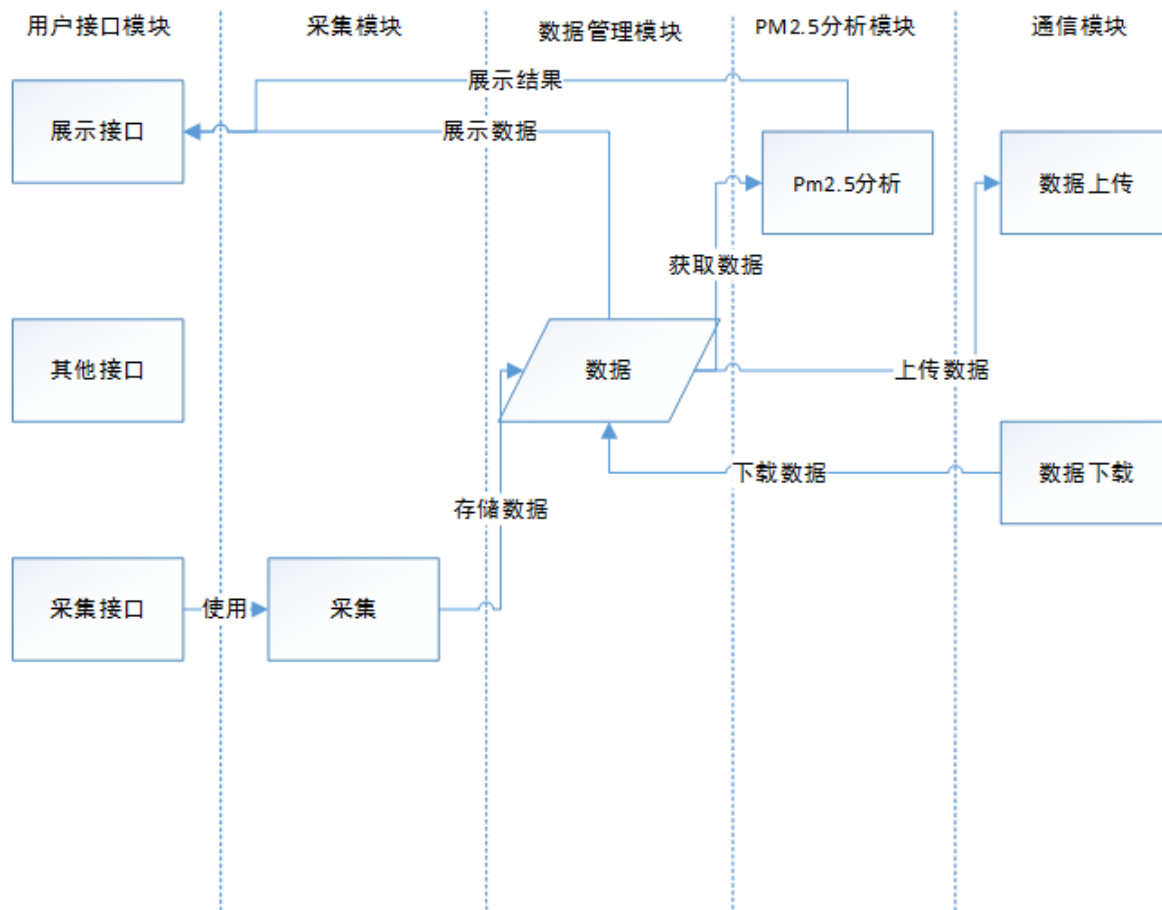 用户接口模块
采集模块
数据管理模块
PM2.5分析模块
通信模块
展示结果
展示接口
展示数据
Pm2.5分析
数据上传
获取数据
其他接口
数据
上传数据
下载数据
数据下载
存储数据
采集接口
使用
采集